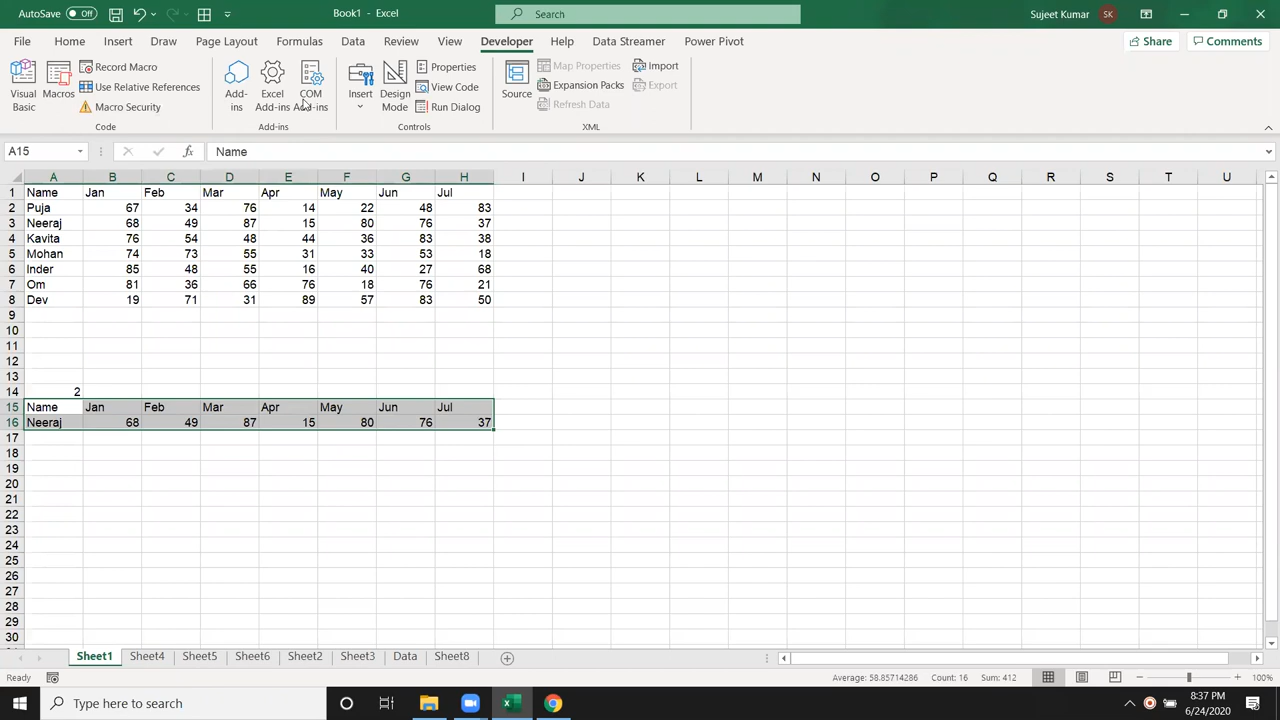 AutoSave Off Book1 - Excel Search Sujeet Kumar SK
File Home Insert Draw Page Layout Formulas Data Review View Developer Help Data Streamer Power Pivot Share Comments
Visual Basic Macros Record Macro Use Relative References Macro Security Add-ins Excel Add-ins COM Add-ins Insert Design Mode Properties View Code Run Dialog Source Map Properties Expansion Packs Refresh Data Import Export
Code Add-ins Controls XML
A15 fx Name
A B C D E F G H I J K L M N O P Q R S T U
1 Name Jan Feb Mar Apr May Jun Jul
2 Puja 67 34 76 14 22 48 83
3 Neeraj 68 49 87 15 80 76 37
4 Kavita 76 54 48 44 36 83 38
5 Mohan 74 73 55 31 33 53 18
6 Inder 85 48 55 16 40 27 68
7 Om 81 36 66 76 18 76 21
8 Dev 19 71 31 89 57 83 50
9
10
11
12
13
14 2
15 Name Jan Feb Mar Apr May Jun Jul
16 Neeraj 68 49 87 15 80 76 37
17
18
19
20
21
22
23
24
25
26
27
28
29
30
Sheet1 Sheet4 Sheet5 Sheet6 Sheet2 Sheet3 Data Sheet8
Ready Average: 58.85714286 Count: 16 Sum: 412 100%
Type here to search 8:37 PM
6/24/2020